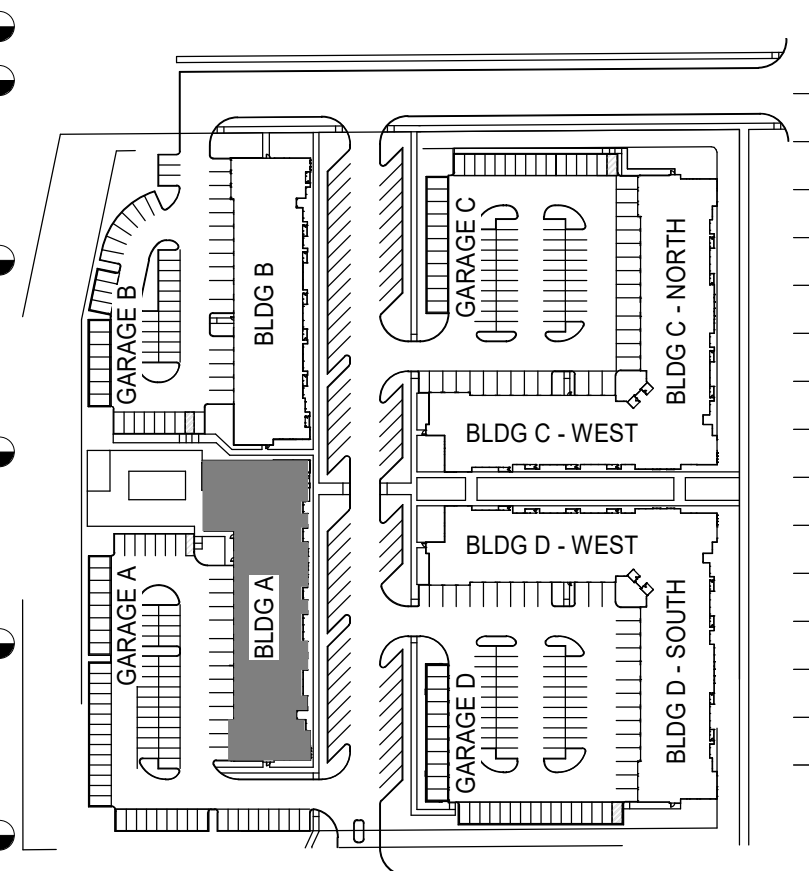 BLDG B
GARAGE B
GARAGE C
BLDG C - NORTH
BLDG C - WEST
BLDG D - WEST
BLDG A
GARAGE A
GARAGE D
BLDG D - SOUTH